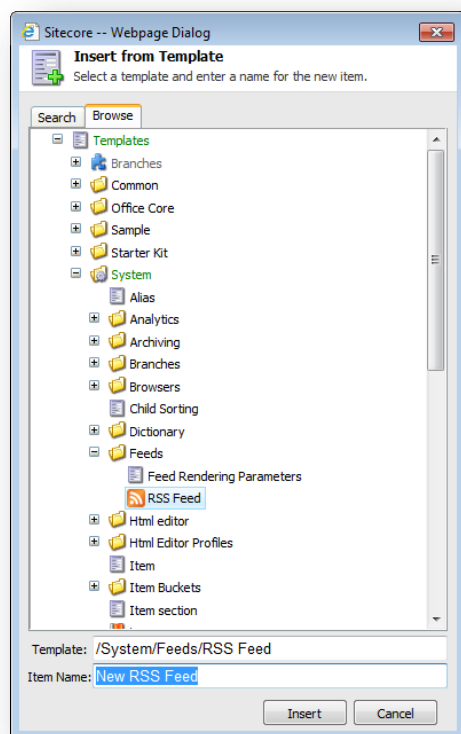 Sitecore -- Webpage Dialog
Insert from Template
Select a template and enter a name for the new item.
Search
Browse
Templates
Branches
Common
Office Core
Sample
Starter Kit
System
Alias
Analytics
Archiving
Branches
Browsers
Child Sorting
Dictionary
Feeds
Feed Rendering Parameters
RSS Feed
Html editor
Html Editor Profiles
Item
Item Buckets
Item section
Template: /System/Feeds/RSS Feed
Item Name: New RSS Feed
Insert
Cancel